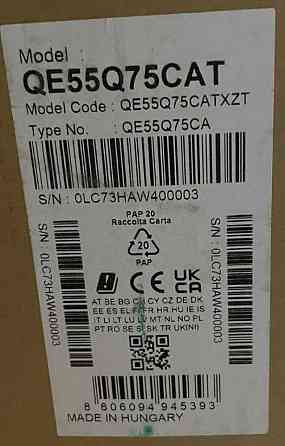 Model
QE55Q75CAT
Model Code : QE55Q75CATXZT
Type No. : QE55Q75CA
S/N : 0LC73HAW400003
PAP 20
Raccolta Carta
20
PAP
S/N : 0LC73HAW400003
S/N : 0LC73HAW400003
CE UK CA
AT BE BG CH CY CZ DE DK
EE ES EL FI FR HR HU IE IS
IT LI LT LU LV MT NL NO PL
PT RO SE SI SK TR UK(NI)
8 806094 945393
MADE IN HUNGARY